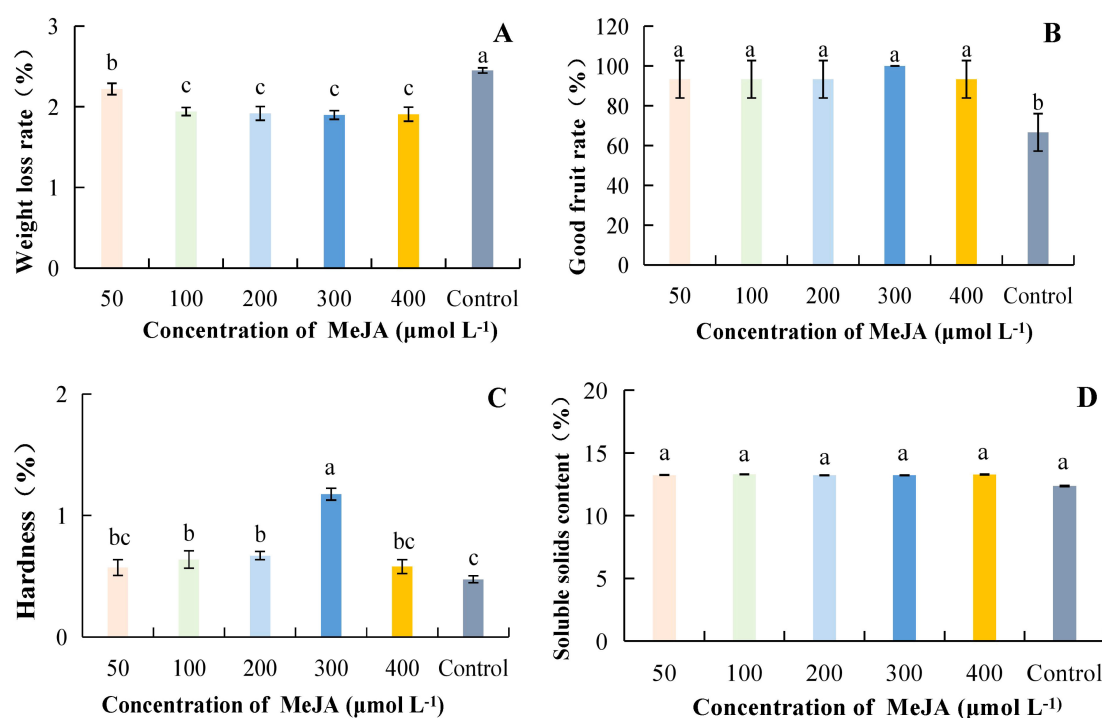 A
Weight loss rate（%）
3
2
1
0
b
c
c
c
c
a
50 100 200 300 400 Control
Concentration of MeJA (μmol L-1)
B
Good fruit rate（%）
120
100
80
60
40
20
0
a
a
a
a
a
b
50 100 200 300 400 Control
Concentration of MeJA (μmol L-1)
C
Hardness（%）
2
1
0
bc
b
b
a
bc
c
50 100 200 300 400 Control
Concentration of MeJA (μmol L-1)
D
Soluble solids content（%）
20
15
10
5
0
a
a
a
a
a
a
50 100 200 300 400 Control
Concentration of MeJA (μmol L-1)